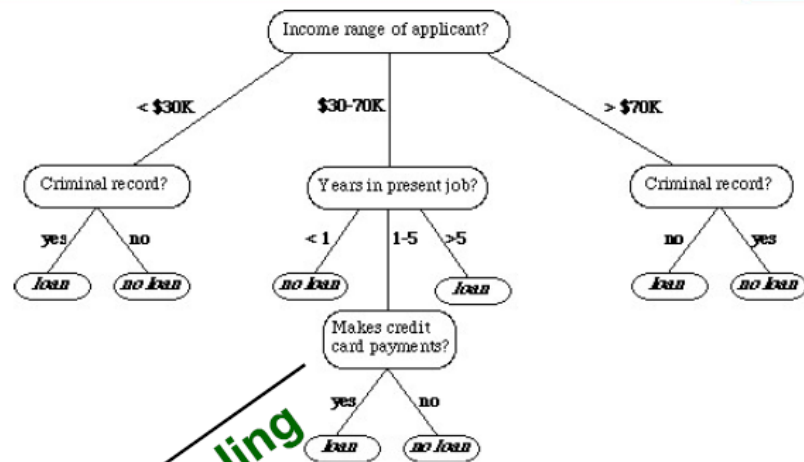 Income range of applicant?
< $30K
$30-70K
> $70K
Criminal record?
Years in present job?
Criminal record?
yes
no
< 1
1-5
>5
no
yes
loan
no loan
no loan
loan
loan
no loan
Makes credit
card payments?
yes
no
loan
no loan